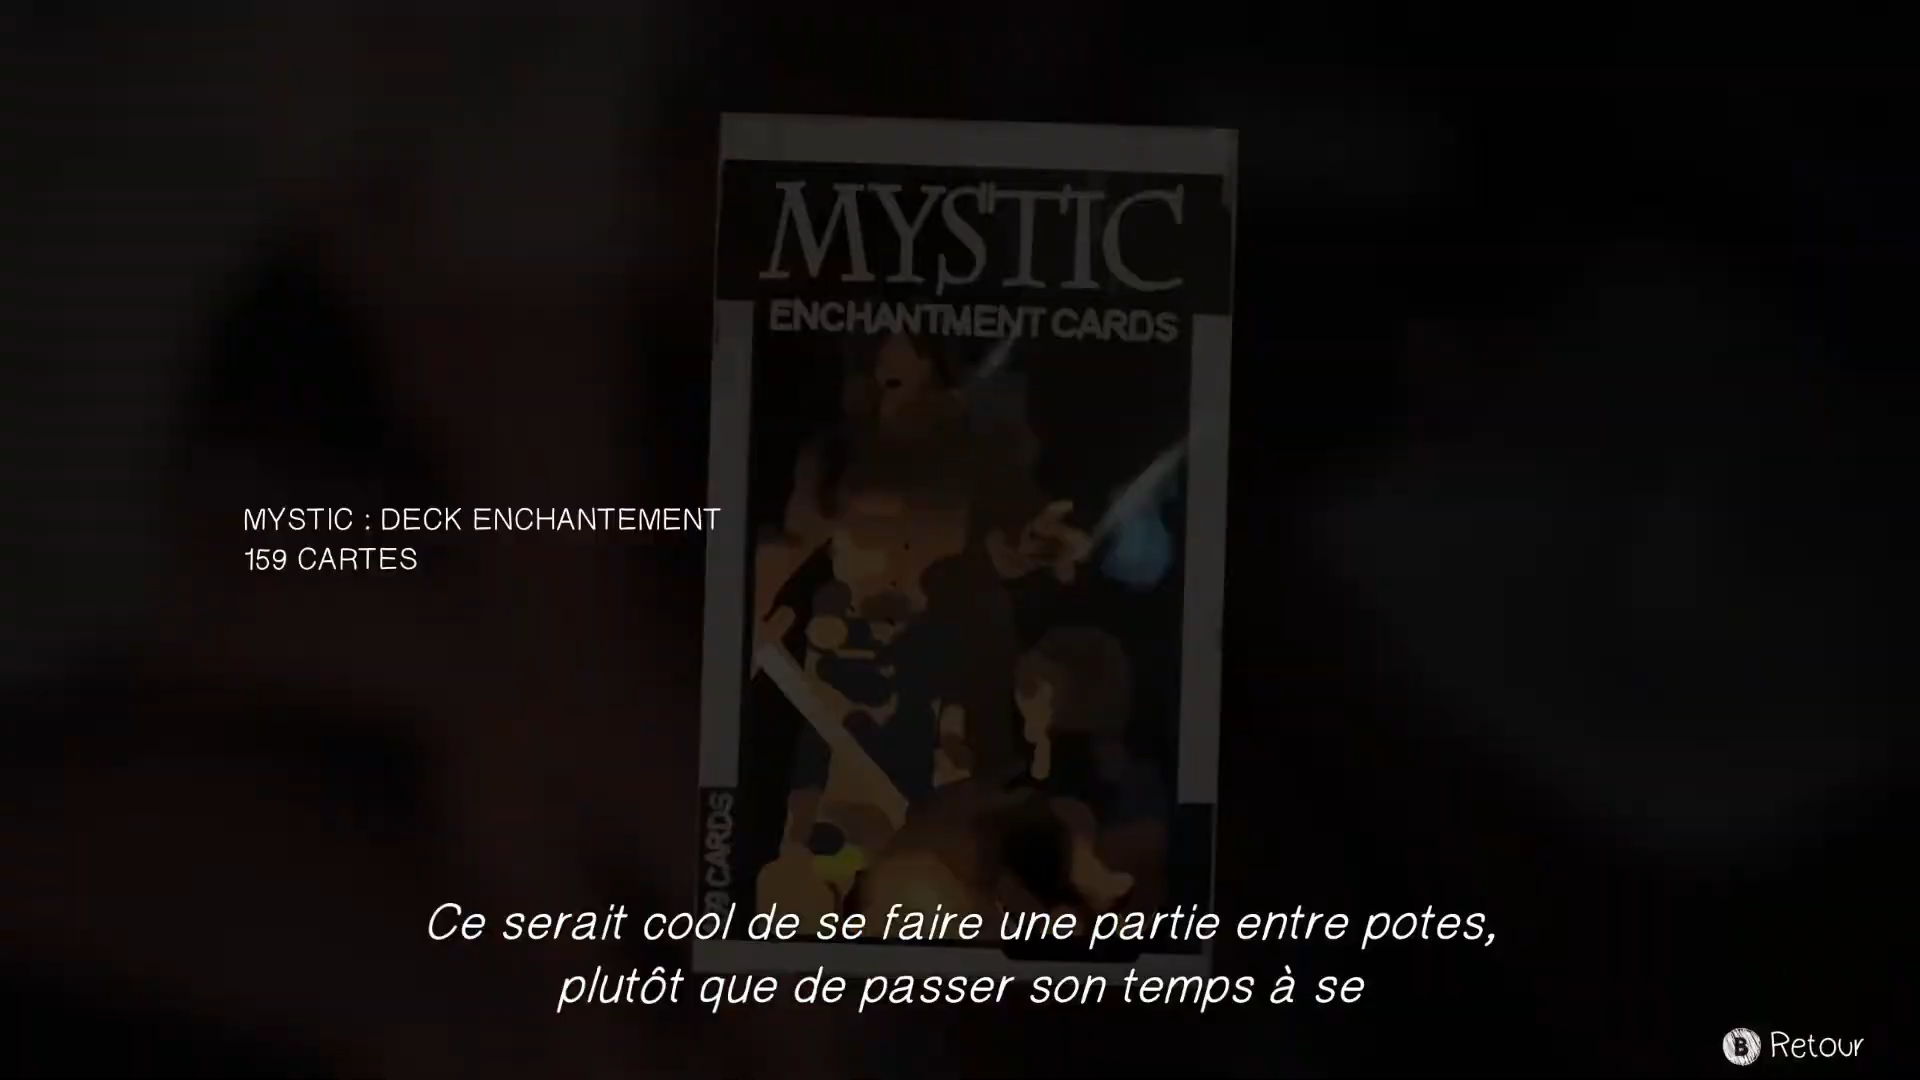 MYSTIC
ENCHANTMENT CARDS
MYSTIC : DECK ENCHANTEMENT
159 CARTES
CARDS
Ce serait cool de se faire une partie entre potes,
plutôt que de passer son temps à se
B Retour